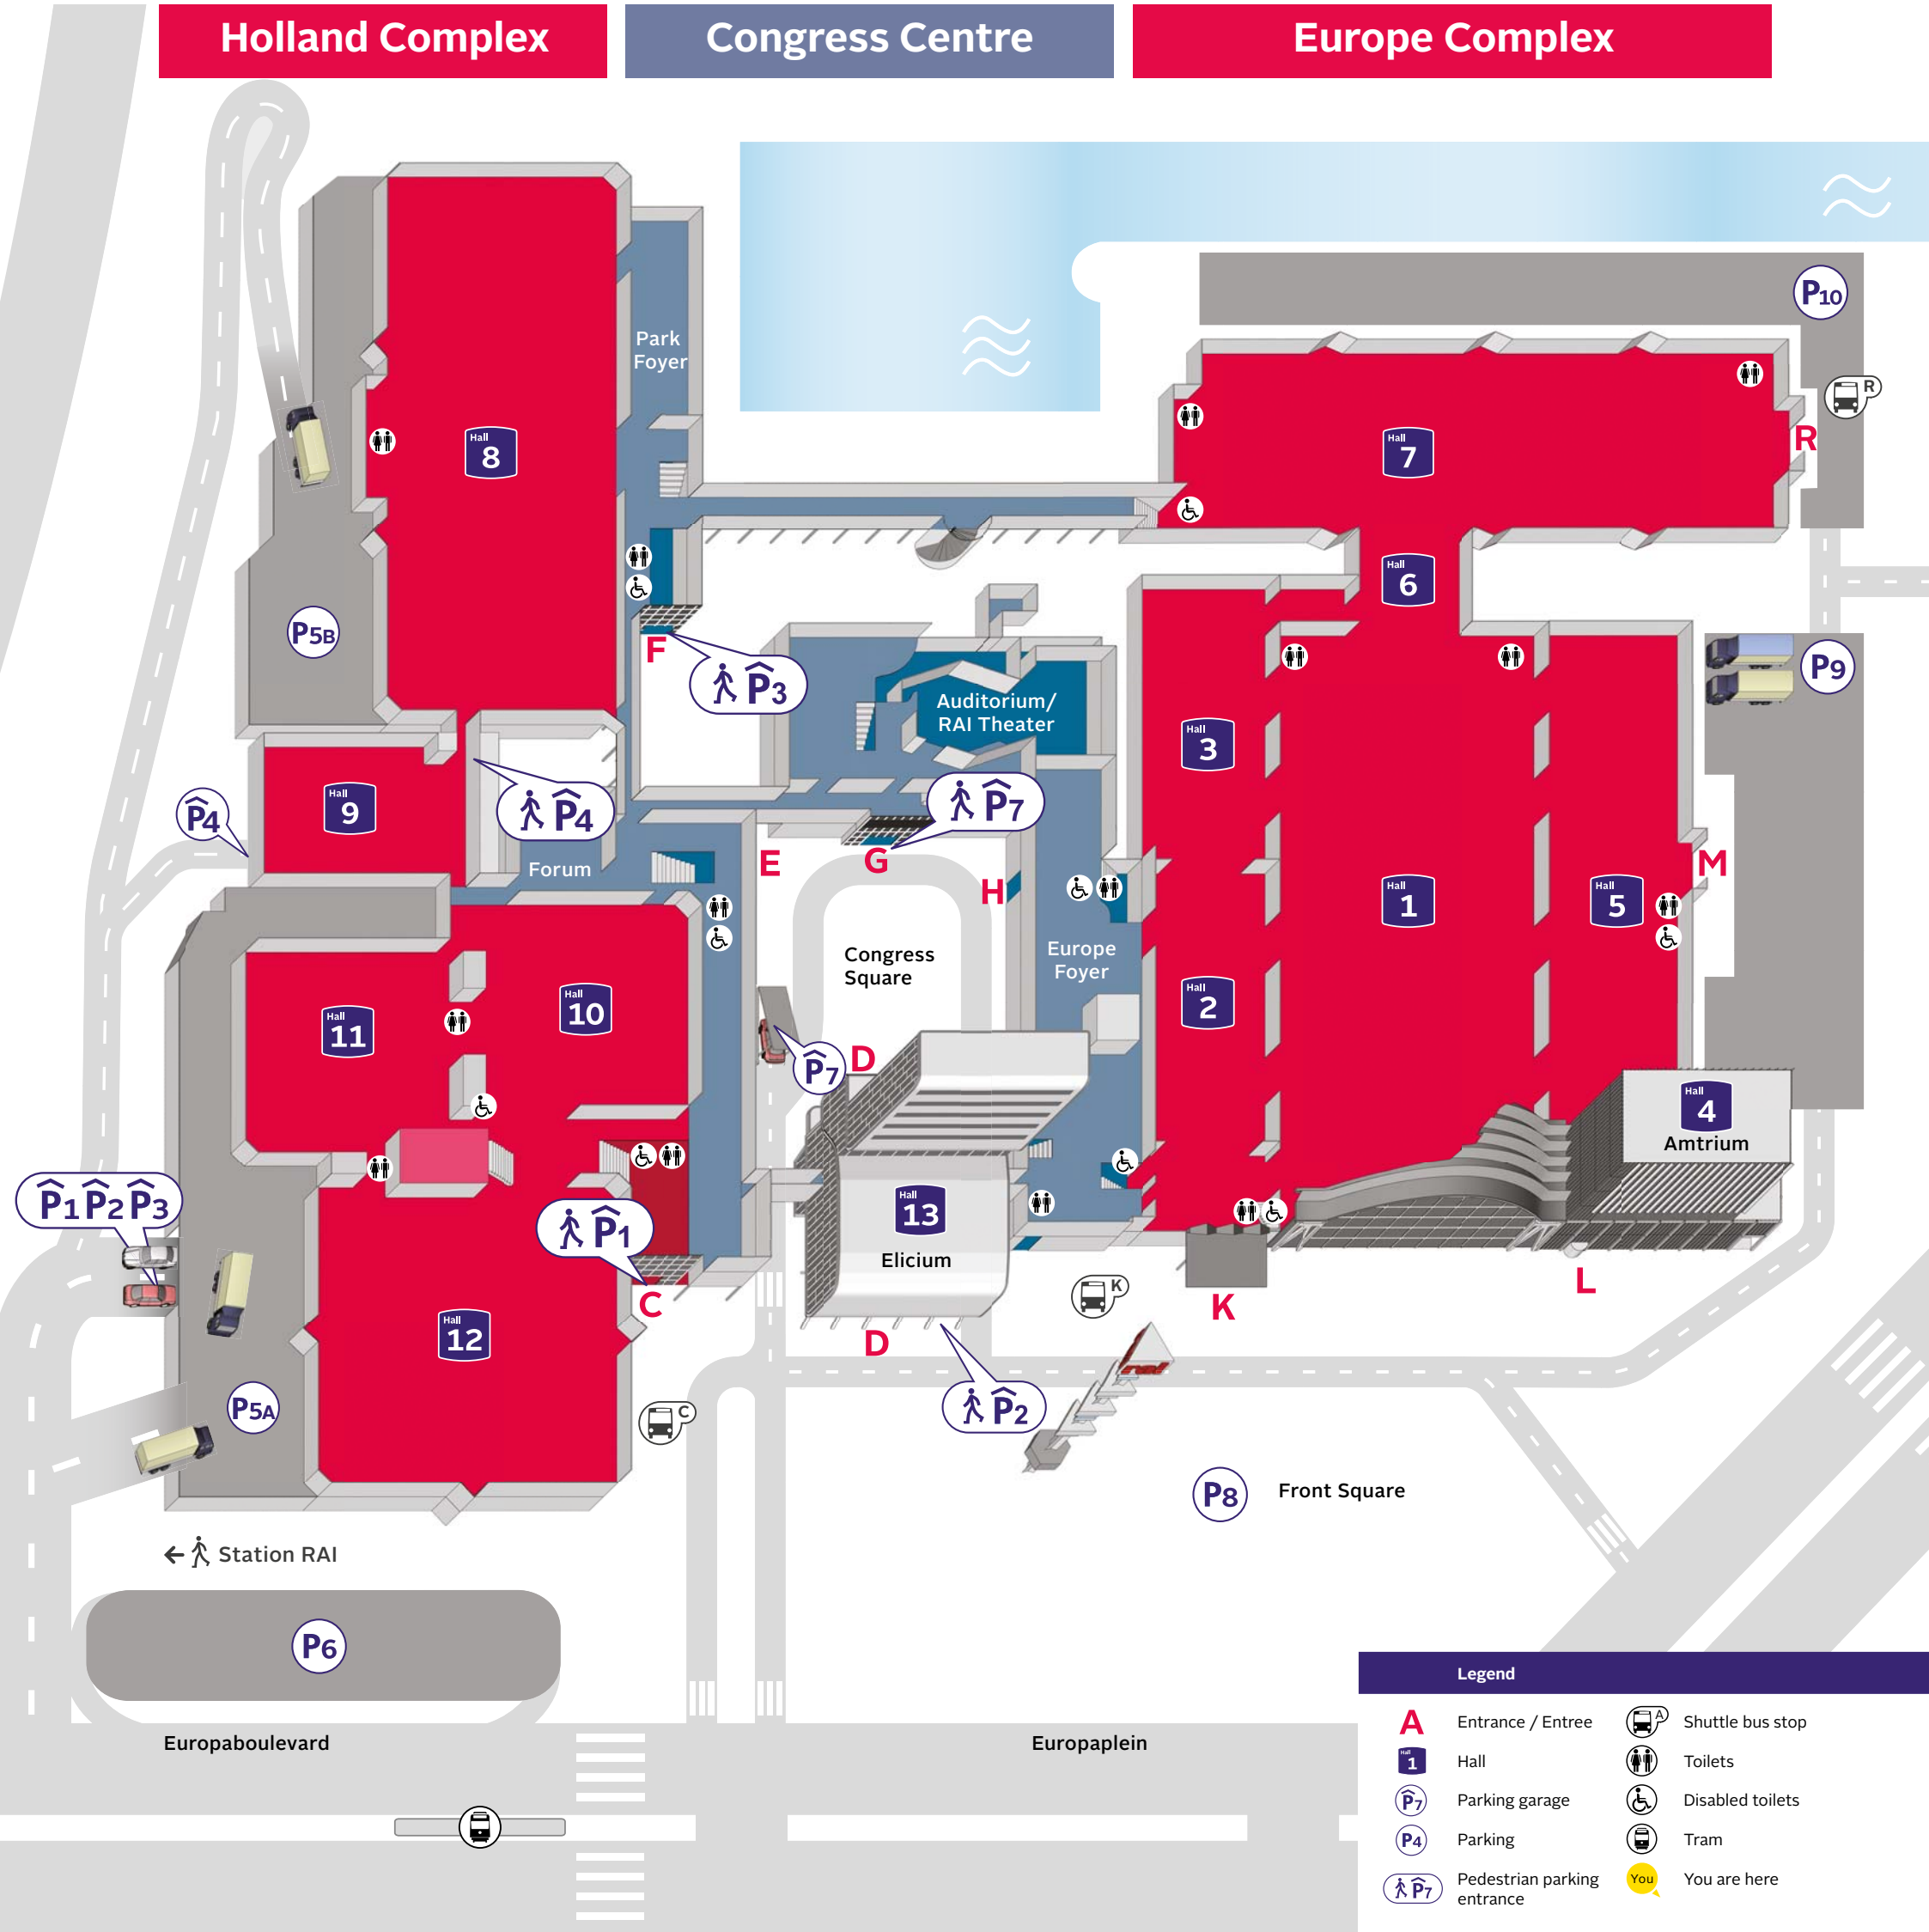 Holland Complex
Congress Centre
Europe Complex
P10
Park
Foyer
R
R
Hall
8
Hall
7
Hall
6
P5B
F
P3
P9
Auditorium/
RAI Theater
Hall
3
Hall
9
P4
P4
P7
Forum
E
G
H
M
Hall
1
Hall
5
Congress
Square
Europe
Foyer
Hall
2
Hall
10
Hall
11
P7
D
Hall
4
Amtrium
P1 P2 P3
P1
Hall
13
Elicium
C
K
K
L
Hall
12
D
rai
P5A
C
P2
P8
Front Square
Station RAI
P6
Legend
A
Entrance / Entree
A
Shuttle bus stop
Hall
1
Hall
Toilets
P7
Parking garage
Disabled toilets
P4
Parking
Tram
P7
Pedestrian parking
entrance
You
You are here
Europaboulevard
Europaplein